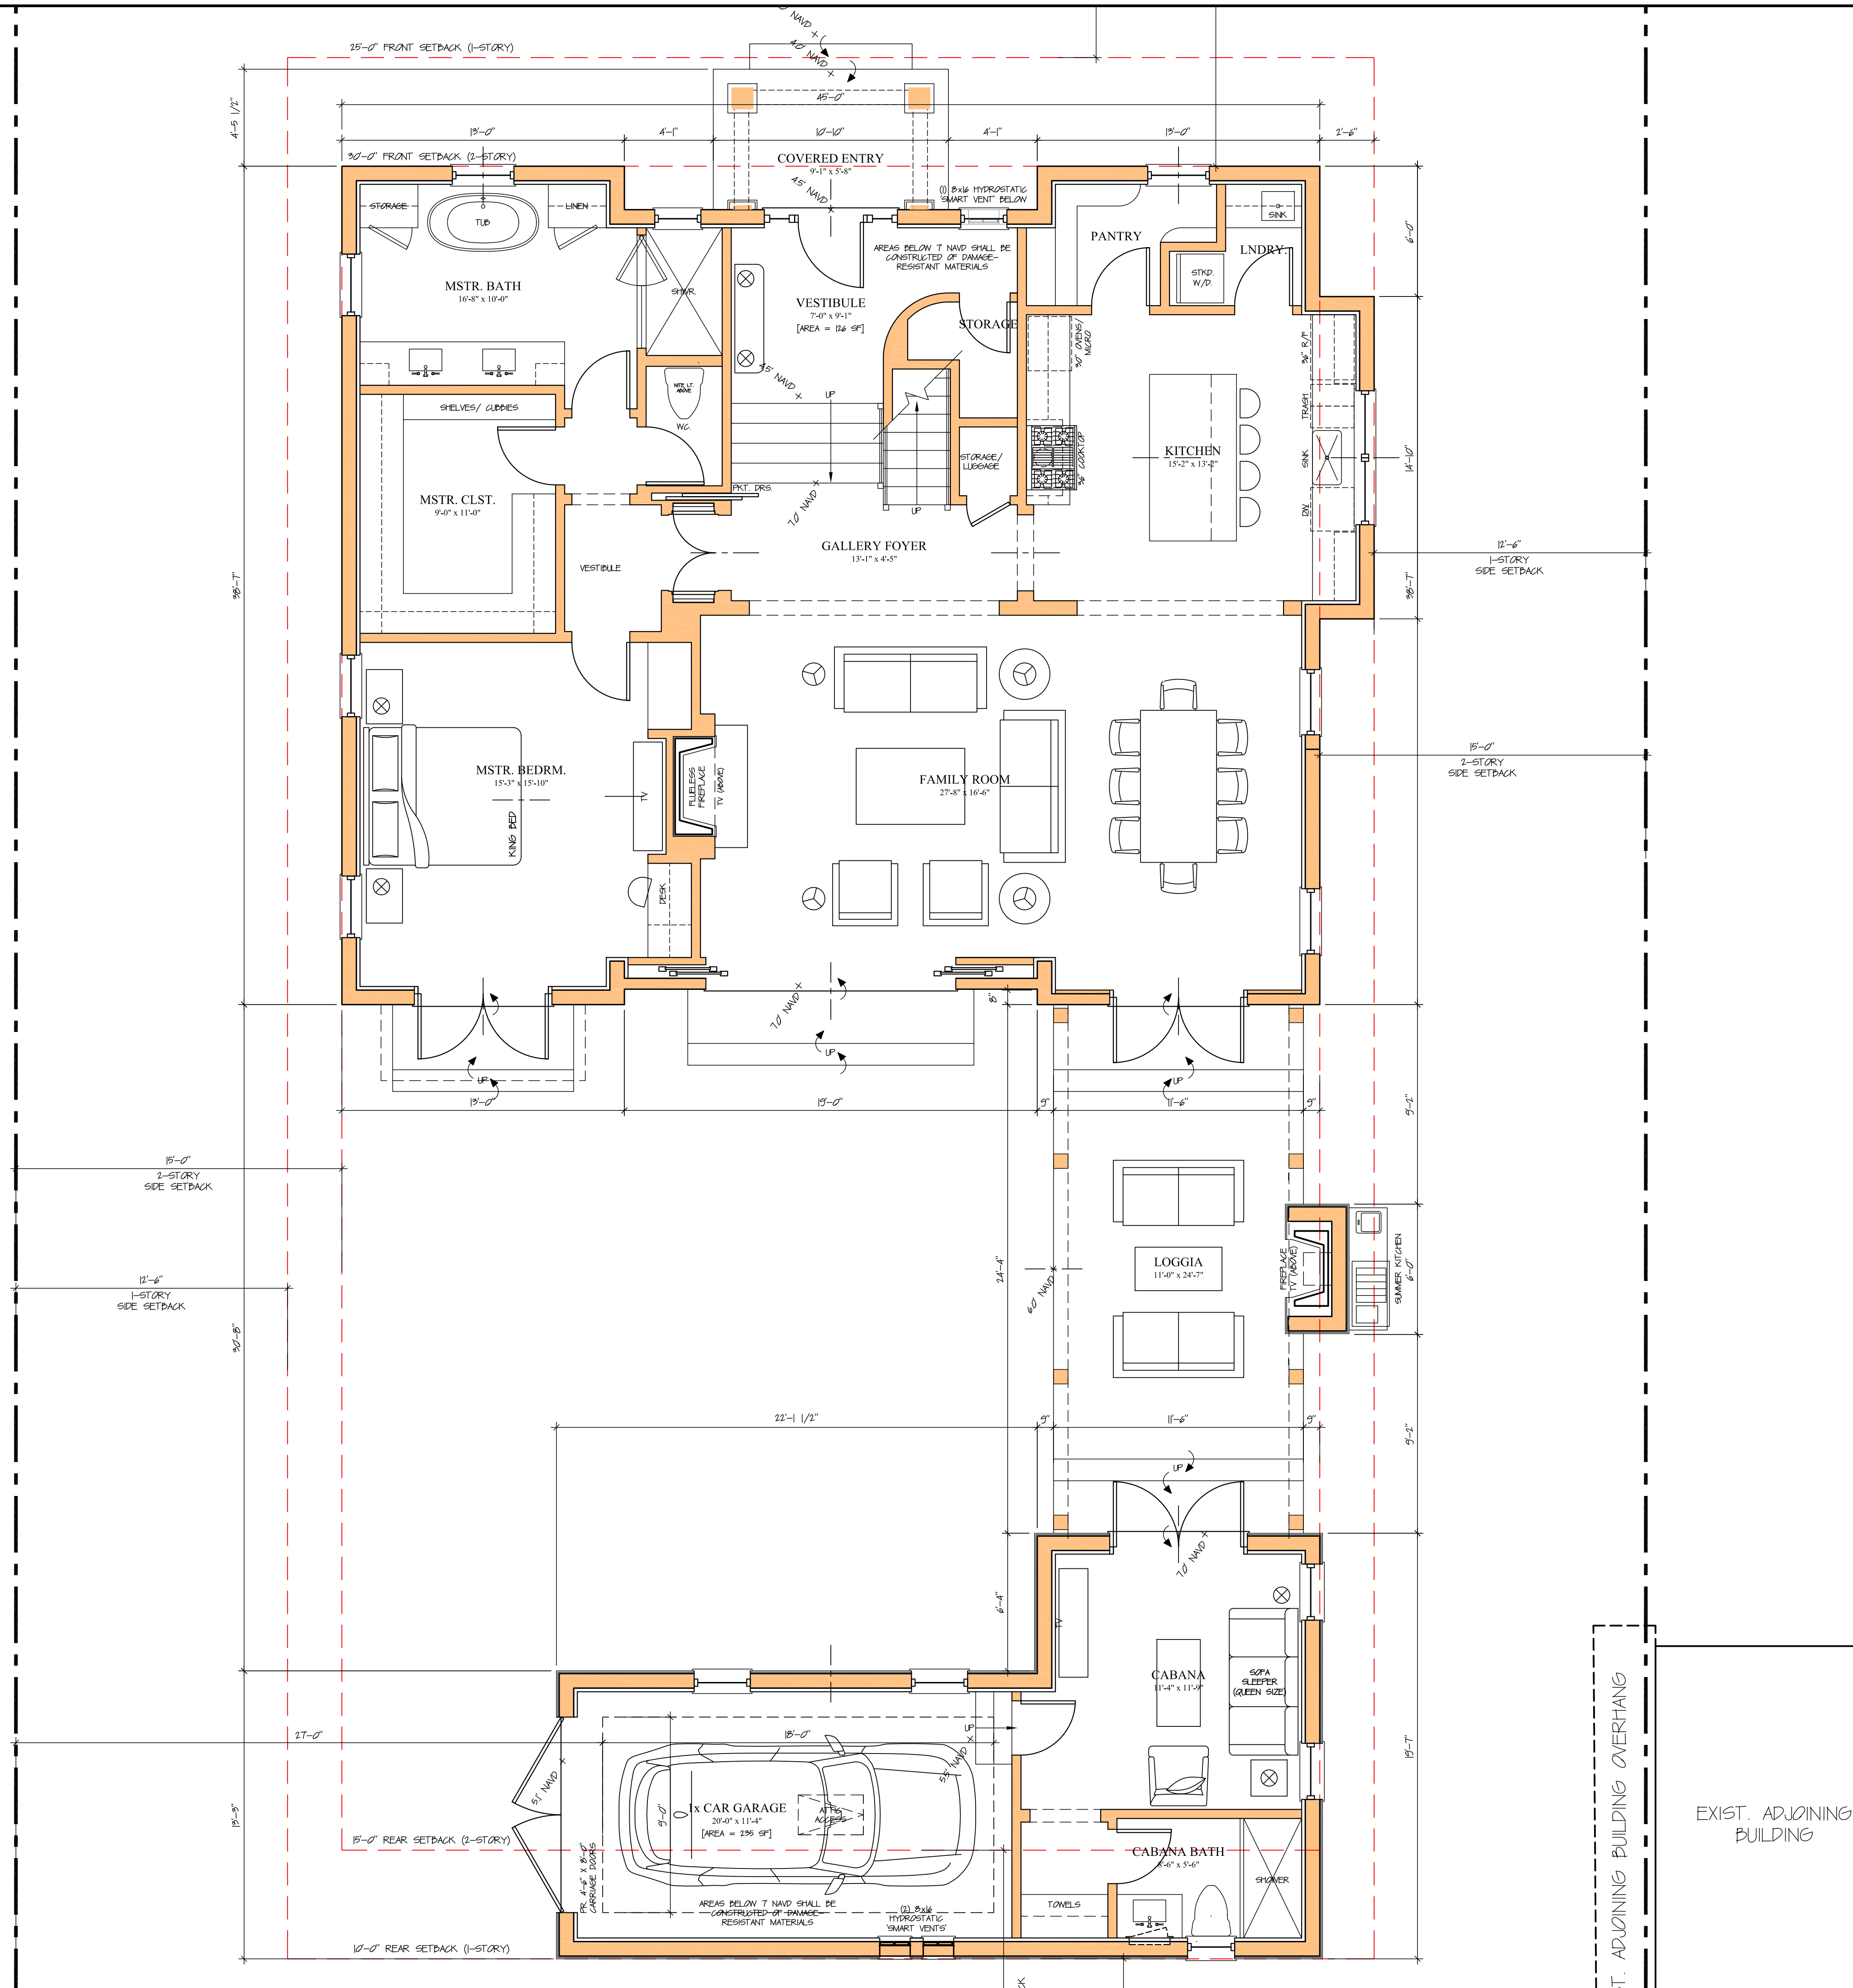 NAVD
4.0' NAVD
25'-0" FRONT SETBACK (1-STORY)
4'-5 1/2"
45'-0"
13'-0"
4'-1"
10'-10"
4'-1"
13'-0"
2'-6"
30'-0" FRONT SETBACK (2-STORY)
COVERED ENTRY
9'-1" x 5'-8"
4.5' NAVD
(1) 8x16 HYDROSTATIC
'SMART VENT' BELOW
STORAGE
TUB
LINEN
SINK
PANTRY
LNDRY.
6'-0"
AREAS BELOW 7' NAVD SHALL BE
CONSTRUCTED OF DAMAGE-
RESISTANT MATERIALS
STKD.
W/D.
MSTR. BATH
16'-8" x 10'-0"
SHWR.
VESTIBULE
7'-0" x 9'-1"
[AREA = 126 SF]
STORAGE
30" OVENS/
MICRO
36" R/F
4.5' NAVD
UP
NITE LT.
ABOVE
W.C.
SHELVES/ CUBBIES
TRASH
KITCHEN
15'-2" x 13'-2"
36" COOKTOP
SINK
14'-10"
STORAGE/
LUGGAGE
MSTR. CLST.
9'-0" x 11'-0"
PKT. DRS.
7.0' NAVD
UP
DW
GALLERY FOYER
13'-1" x 4'-5"
12'-6"
1-STORY
SIDE SETBACK
VESTIBULE
38'-7"
38'-7"
15'-0"
2-STORY
SIDE SETBACK
MSTR. BEDRM.
15'-3" x 15'-10"
KING BED
TV
FLUELESS
FIREPLACE
TV (ABOVE)
FAMILY ROOM
27'-8" x 16'-6"
DESK
7.0' NAVD
8"
UP
UP
UP
13'-0"
19'-0"
9"
11'-6"
9"
9'-2"
15'-0"
2-STORY
SIDE SETBACK
LOGGIA
11'-0" x 24'-7"
FIREPLACE
TV (ABOVE)
SUMMER KITCHEN
6'-0"
24'-4"
6.0' NAVD
12'-6"
1-STORY
SIDE SETBACK
30'-8"
22'-1 1/2"
9"
11'-6"
9"
9'-2"
UP
7.0' NAVD
6'-4"
TV
CABANA
11'-4" x 11'-9"
SOFA
SLEEPER
(QUEEN SIZE)
27'-0"
18'-0"
UP
5.5' NAVD
5.1' NAVD
19'-7"
1x CAR GARAGE
20'-0" x 11'-4"
[AREA = 235 SF]
9'-0"
ATTIC
ACCESS
13'-3"
15'-0" REAR SETBACK (2-STORY)
PR. 4'-6" X 8'-0"
CARRIAGE DOORS
CABANA BATH
8'-6" x 5'-6"
SHOWER
TOWELS
AREAS BELOW 7' NAVD SHALL BE
CONSTRUCTED OF DAMAGE-
RESISTANT MATERIALS
(2) 8x16
HYDROSTATIC
'SMART VENTS'
10'-0" REAR SETBACK (1-STORY)
EXIST. ADJOINING
BUILDING
ADJOINING BUILDING OVERHANG